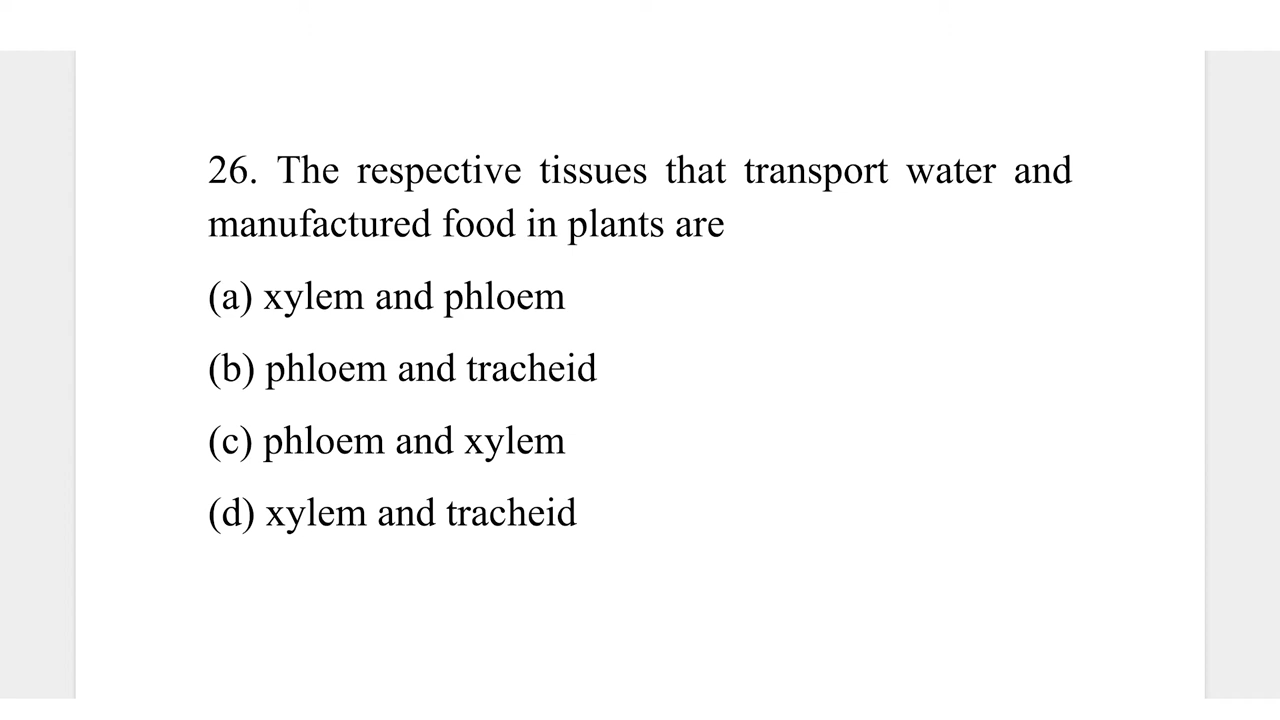 26. The respective tissues that transport water and
manufactured food in plants are
(a) xylem and phloem
(b) phloem and tracheid
(c) phloem and xylem
(d) xylem and tracheid